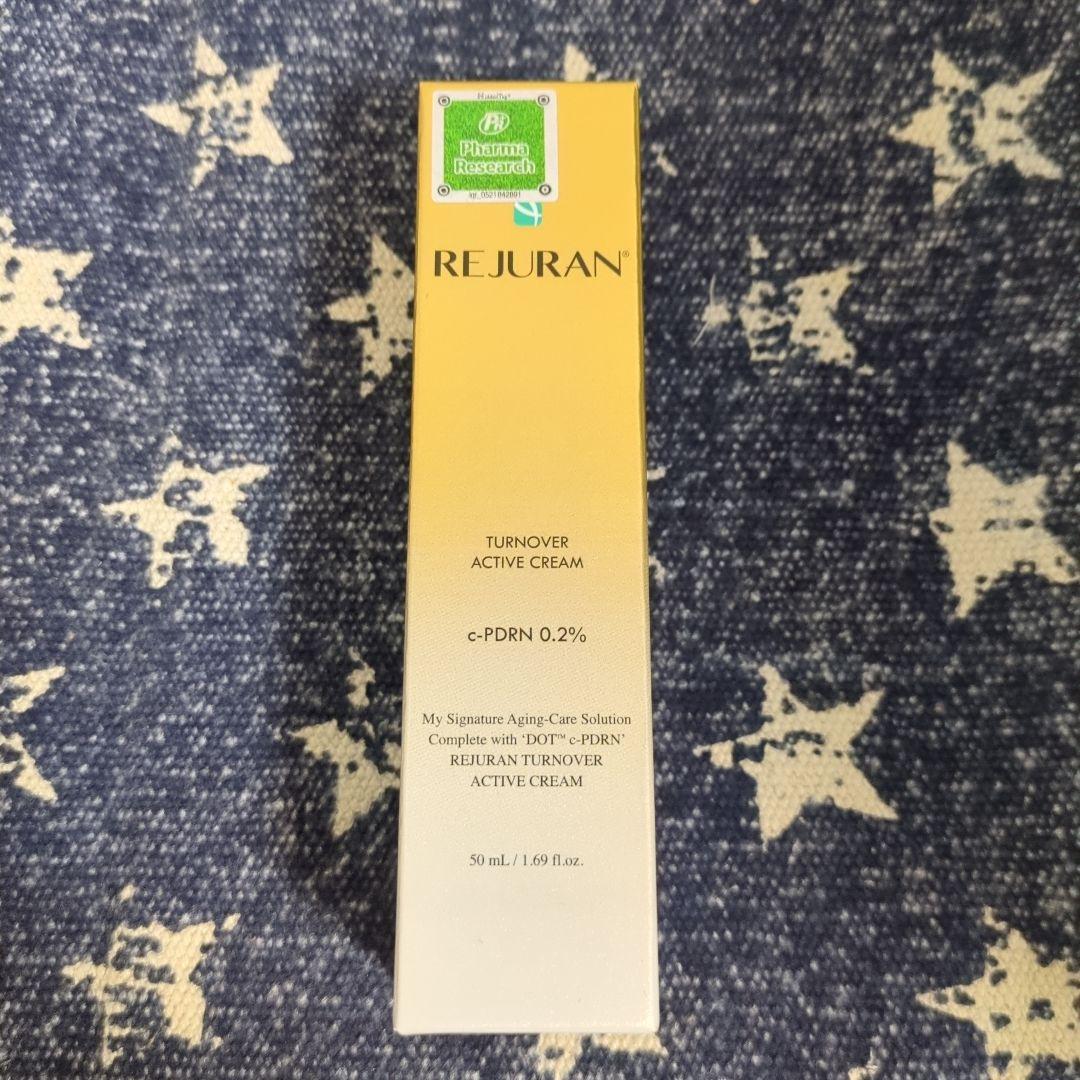 HiddenTag®
Pharma
Research
REJURAN®
TURNOVER
ACTIVE CREAM
c-PDRN 0.2%
My Signature Aging-Care Solution
Complete with ‘DOT™ c-PDRN’
REJURAN TURNOVER
ACTIVE CREAM
50 mL / 1.69 fl.oz.